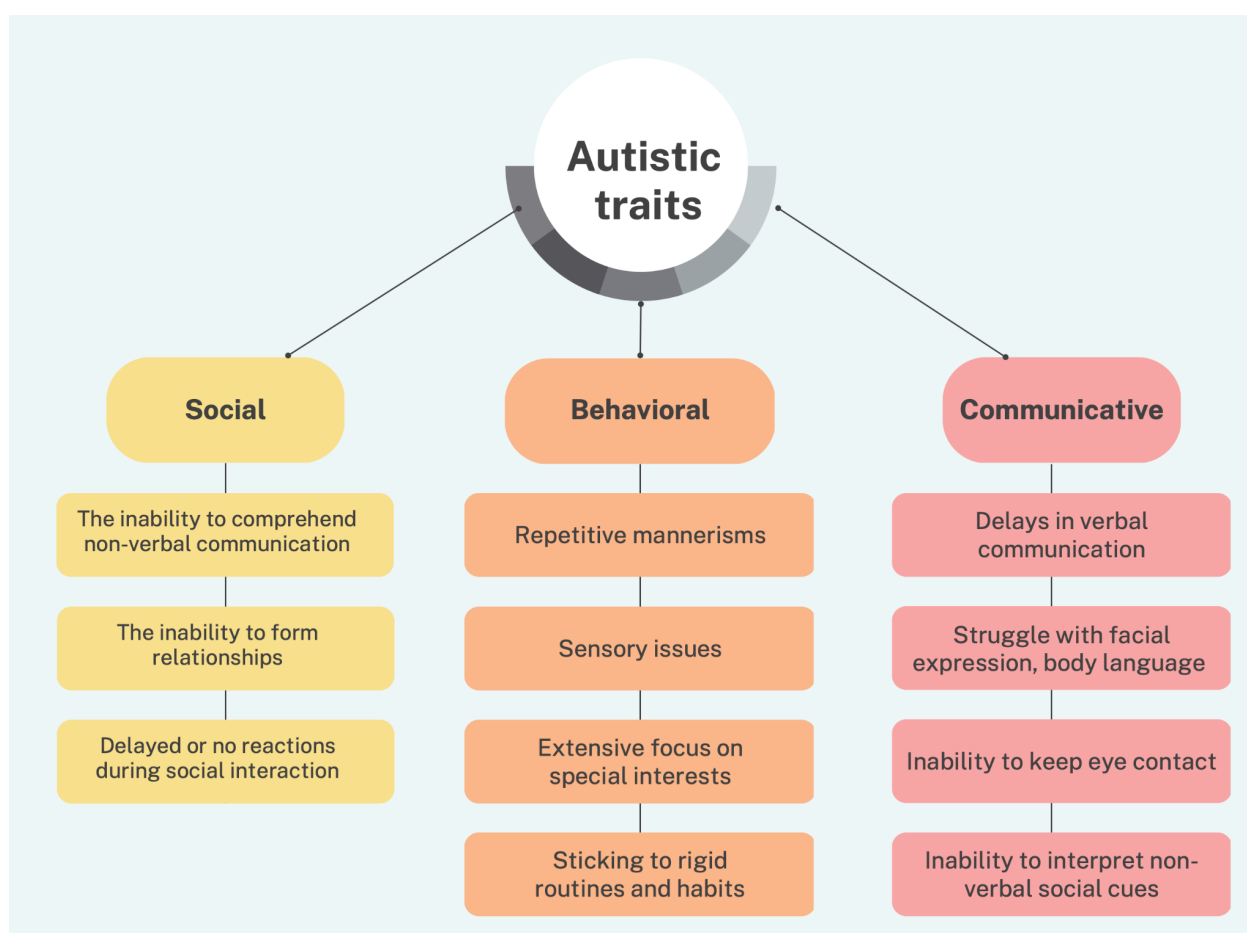 Autistic
traits
Social
The inability to comprehend
non-verbal communication
The inability to form
relationships
Delayed or no reactions
during social interaction
Behavioral
Repetitive mannerisms
Sensory issues
Extensive focus on
special interests
Sticking to rigid
routines and habits
Communicative
Delays in verbal
communication
Struggle with facial
expression, body language
Inability to keep eye contact
Inability to interpret non-
verbal social cues